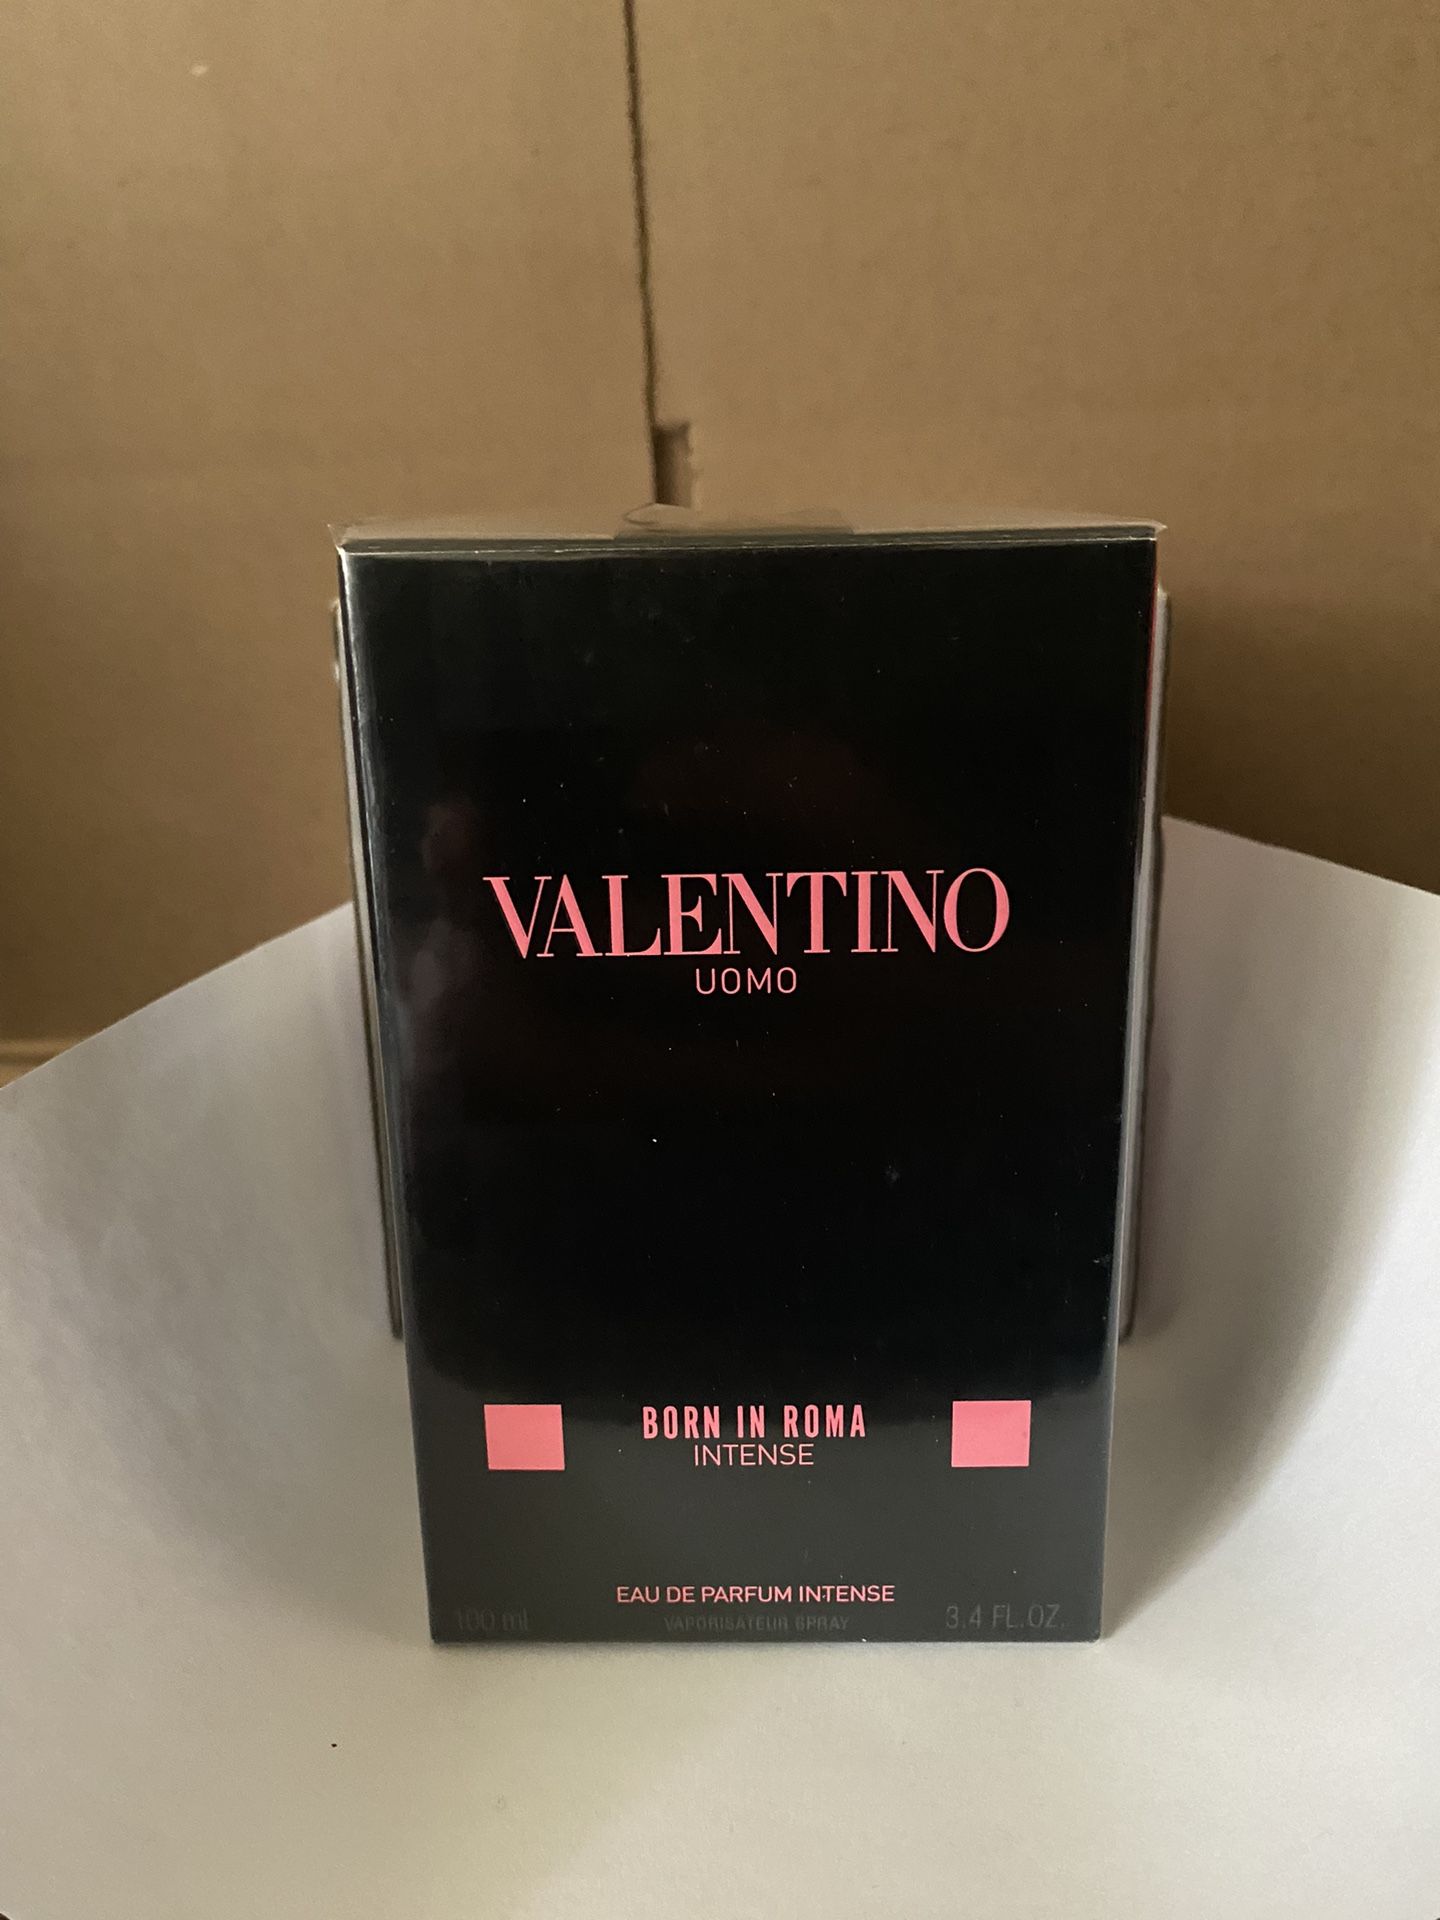 VALENTINO
UOMO
BORN IN ROMA
INTENSE
EAU DE PARFUM INTENSE
100 ml VAPORISATEUR SPRAY 3.4 FL.OZ.